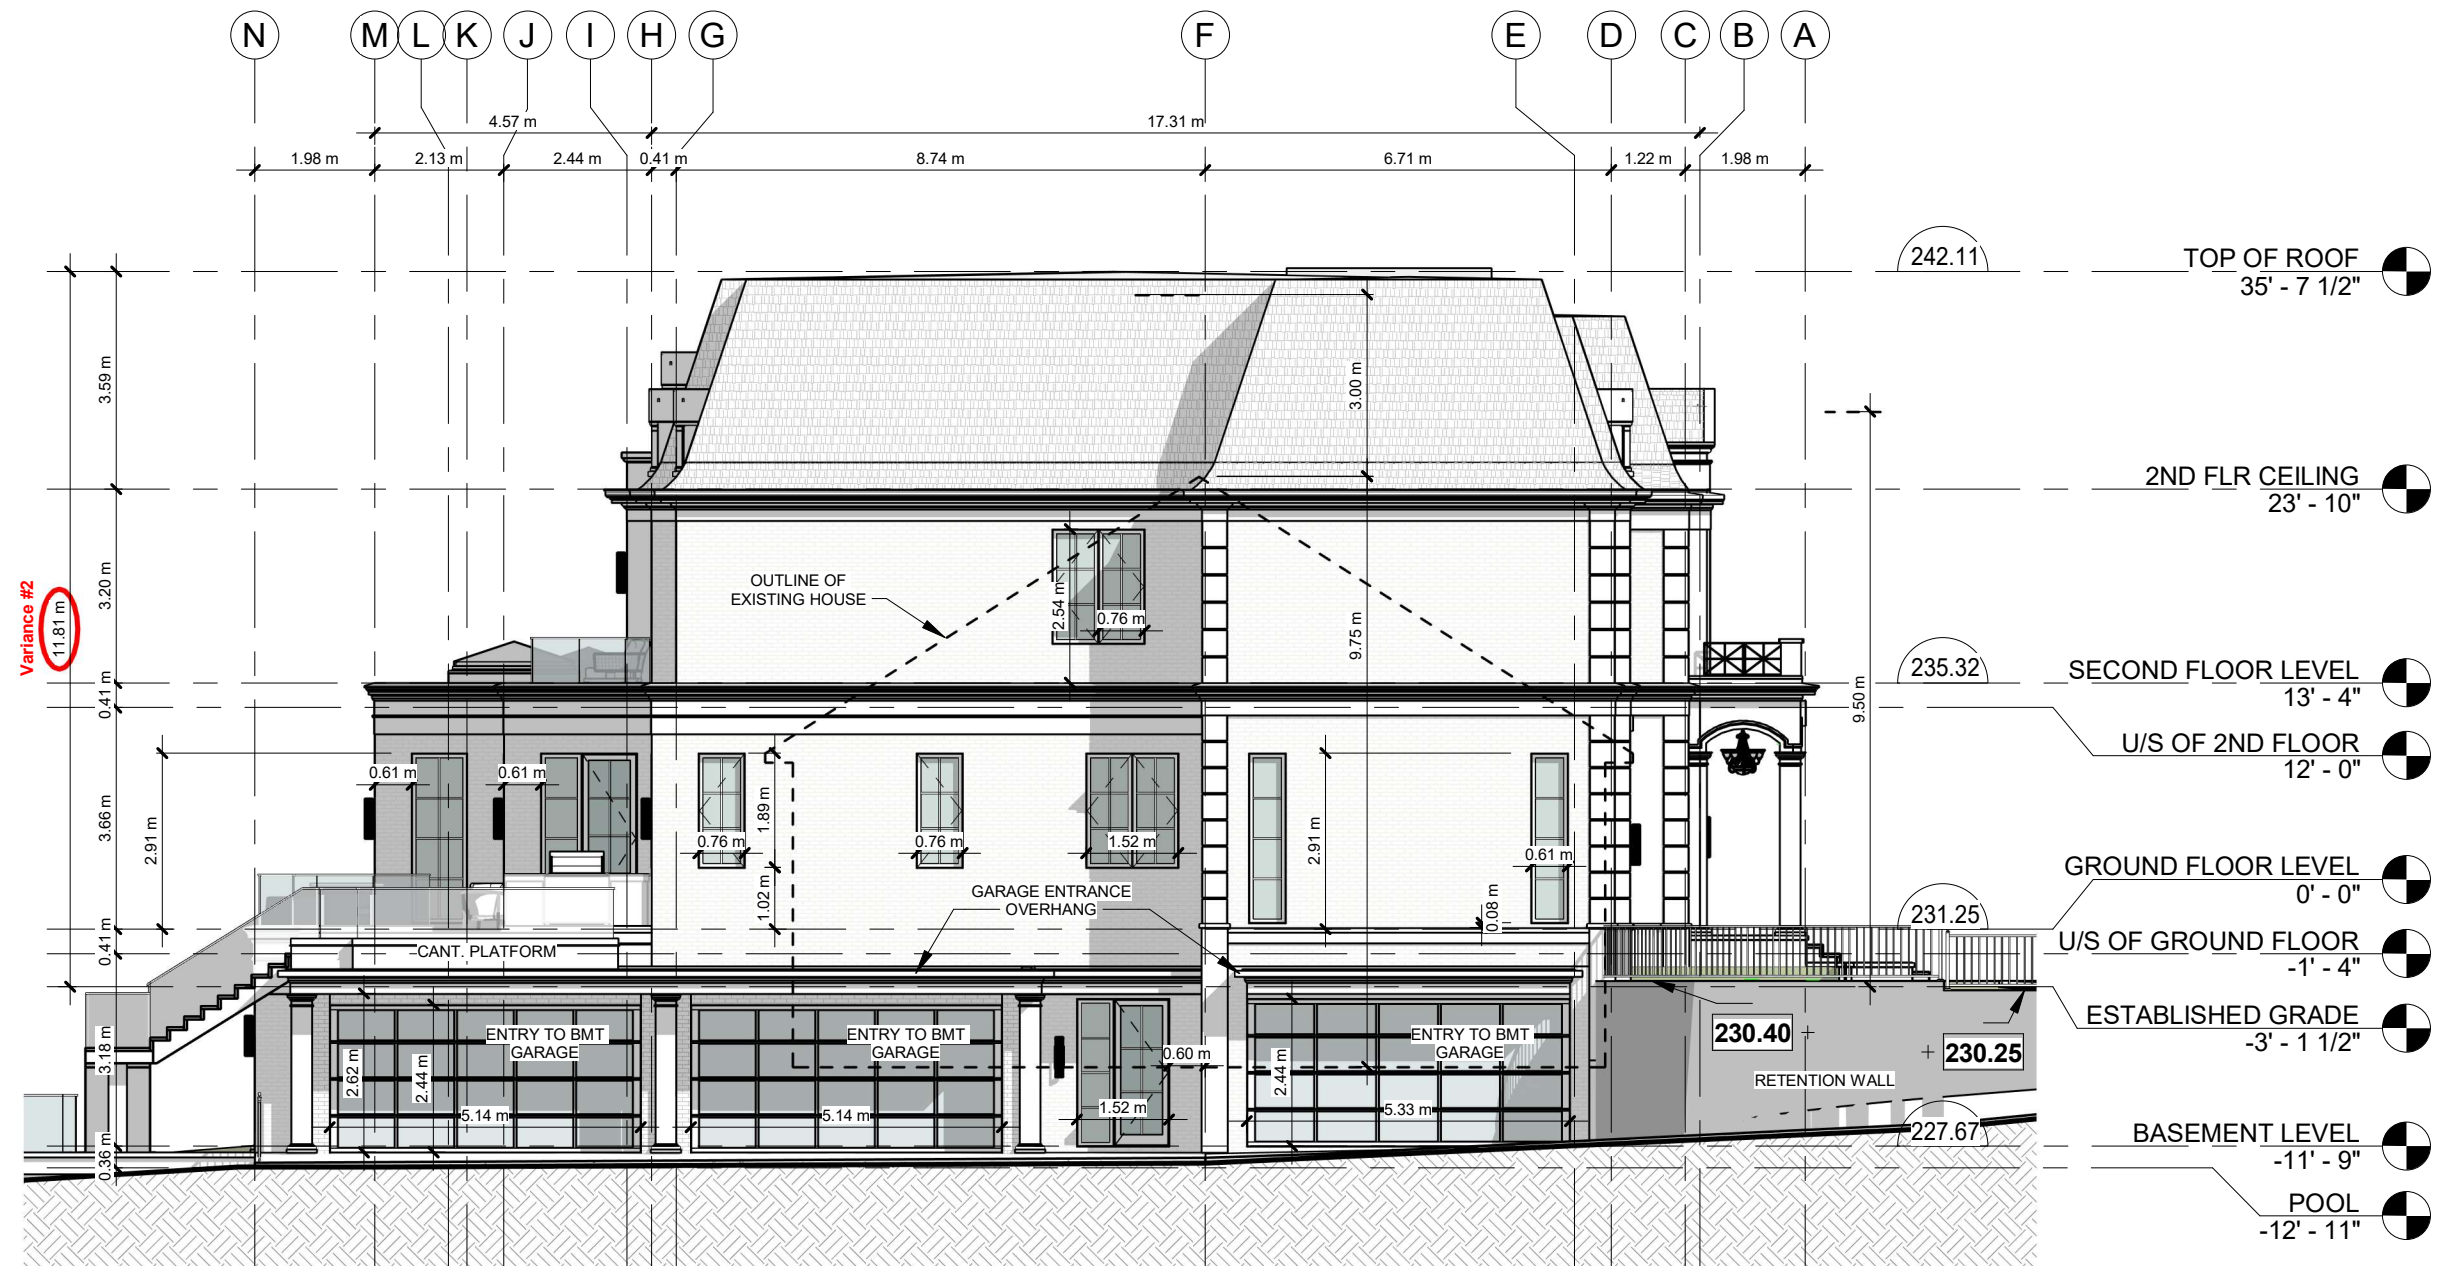 N M L K J I H G F E D C B A
4.57 m 17.31 m
1.98 m 2.13 m 2.44 m 0.41 m 8.74 m 6.71 m 1.22 m 1.98 m
242.11
TOP OF ROOF
35' - 7 1/2"
3.59 m
3.00 m
2ND FLR CEILING
23' - 10"
Variance #2
11.81 m
3.20 m
OUTLINE OF
EXISTING HOUSE
2.54 m
0.76 m
9.75 m
9.50 m
235.32
SECOND FLOOR LEVEL
13' - 4"
0.41 m
U/S OF 2ND FLOOR
12' - 0"
0.61 m
0.61 m
3.66 m
2.91 m
0.76 m
1.89 m
0.76 m
1.52 m
2.91 m
0.61 m
1.02 m
0.08 m
GARAGE ENTRANCE
OVERHANG
GROUND FLOOR LEVEL
0' - 0"
231.25
0.41 m
CANT. PLATFORM
U/S OF GROUND FLOOR
-1' - 4"
ESTABLISHED GRADE
-3' - 1 1/2"
3.18 m
ENTRY TO BMT
GARAGE
ENTRY TO BMT
GARAGE
ENTRY TO BMT
GARAGE
2.62 m
2.44 m
0.60 m
2.44 m
230.40
230.25
RETENTION WALL
5.14 m
5.14 m
1.52 m
5.33 m
227.67
BASEMENT LEVEL
-11' - 9"
0.36 m
POOL
-12' - 11"